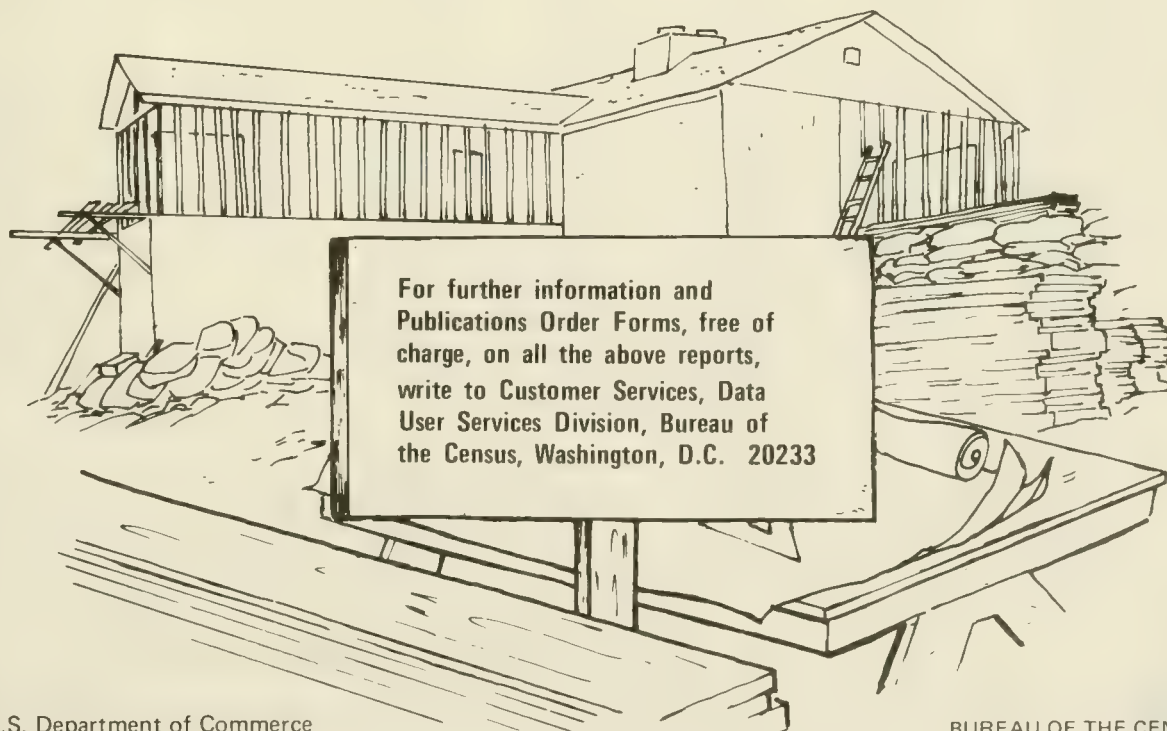 For further information and
Publications Order Forms, free of
charge, on all the above reports,
write to Customer Services, Data
User Services Division, Bureau of
the Census, Washington, D.C. 20233
.S. Department of Commerce
BUREAU OF THE CEN